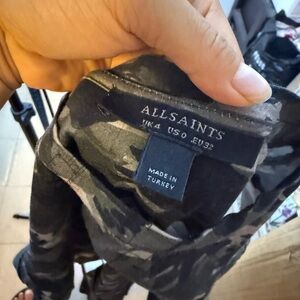 ALLSAINTS
UK4 US0 EU32
MADE IN
TURKEY